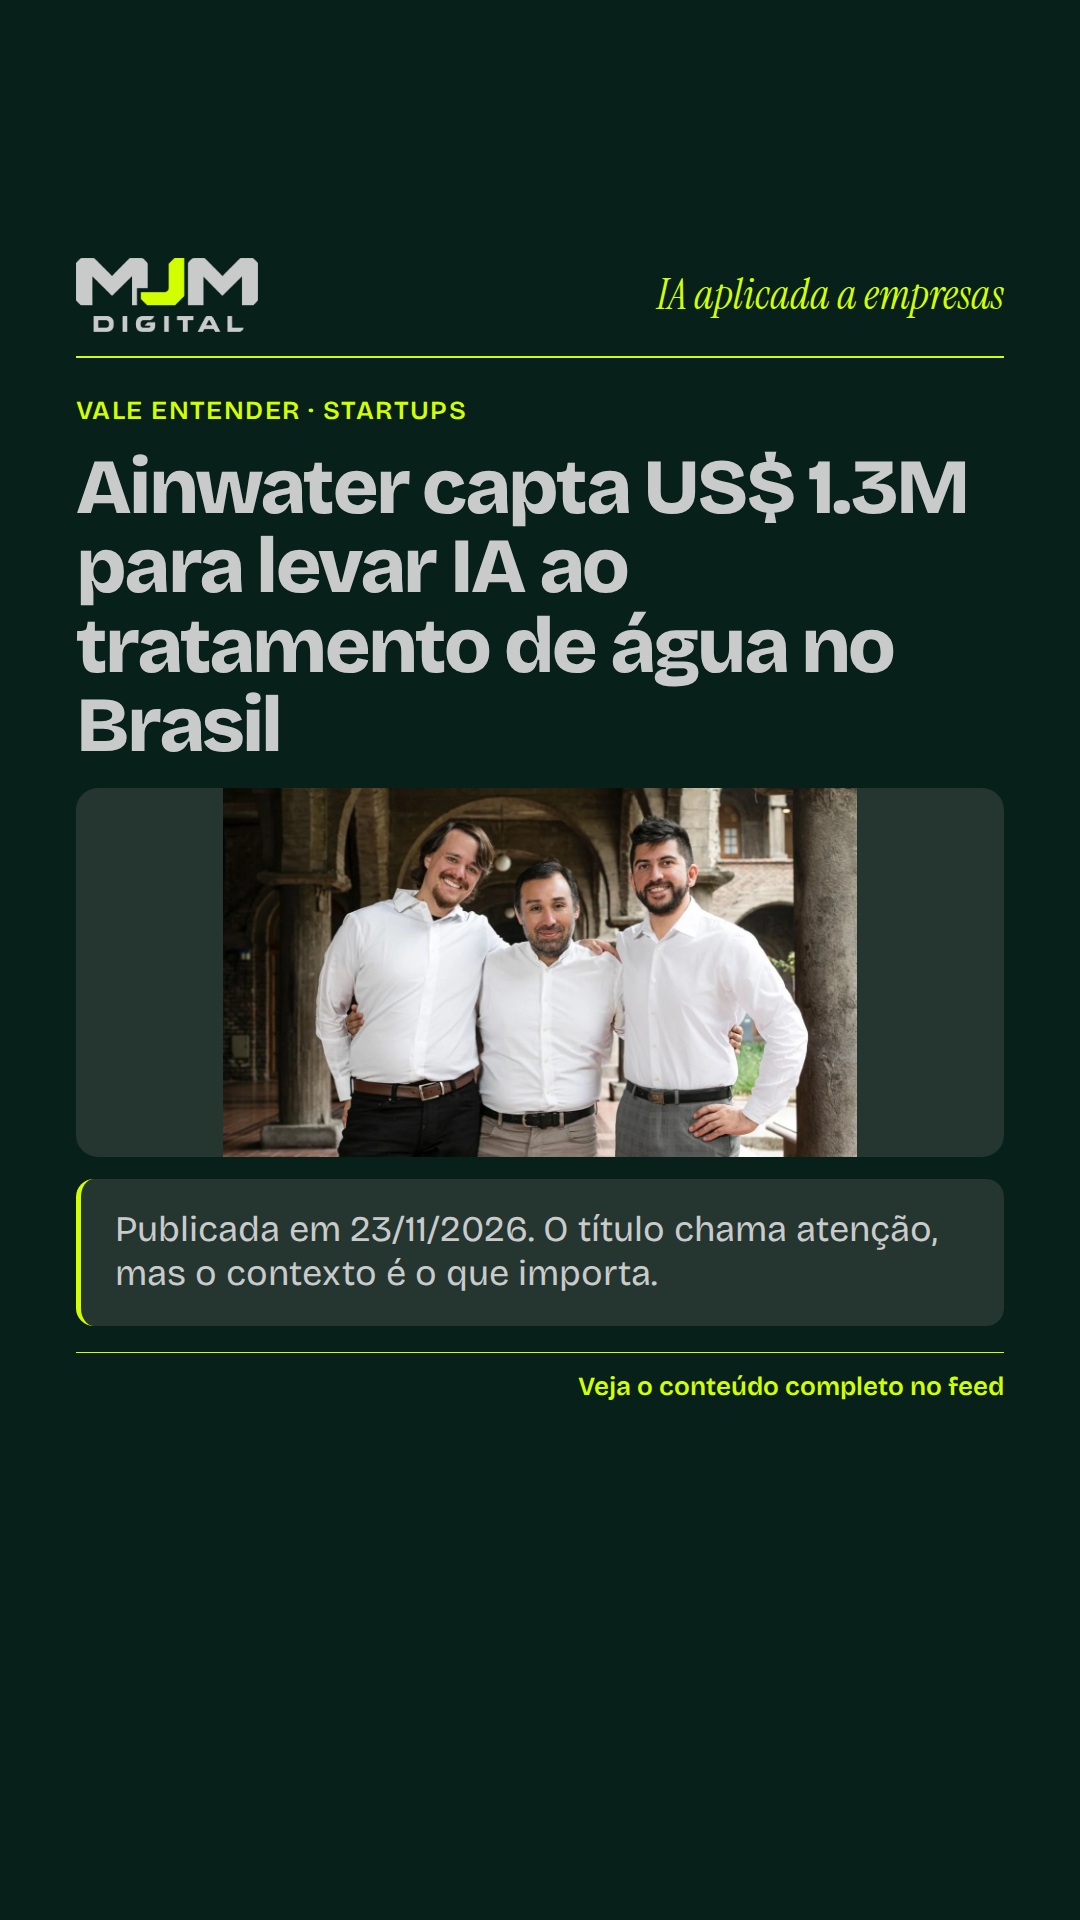 MJM
DIGITAL
IA aplicada a empresas
VALE ENTENDER · STARTUPS
Ainwater capta US$ 1.3M
para levar IA ao
tratamento de água no
Brasil
Publicada em 23/11/2026. O título chama atenção,
mas o contexto é o que importa.
Veja o conteúdo completo no feed